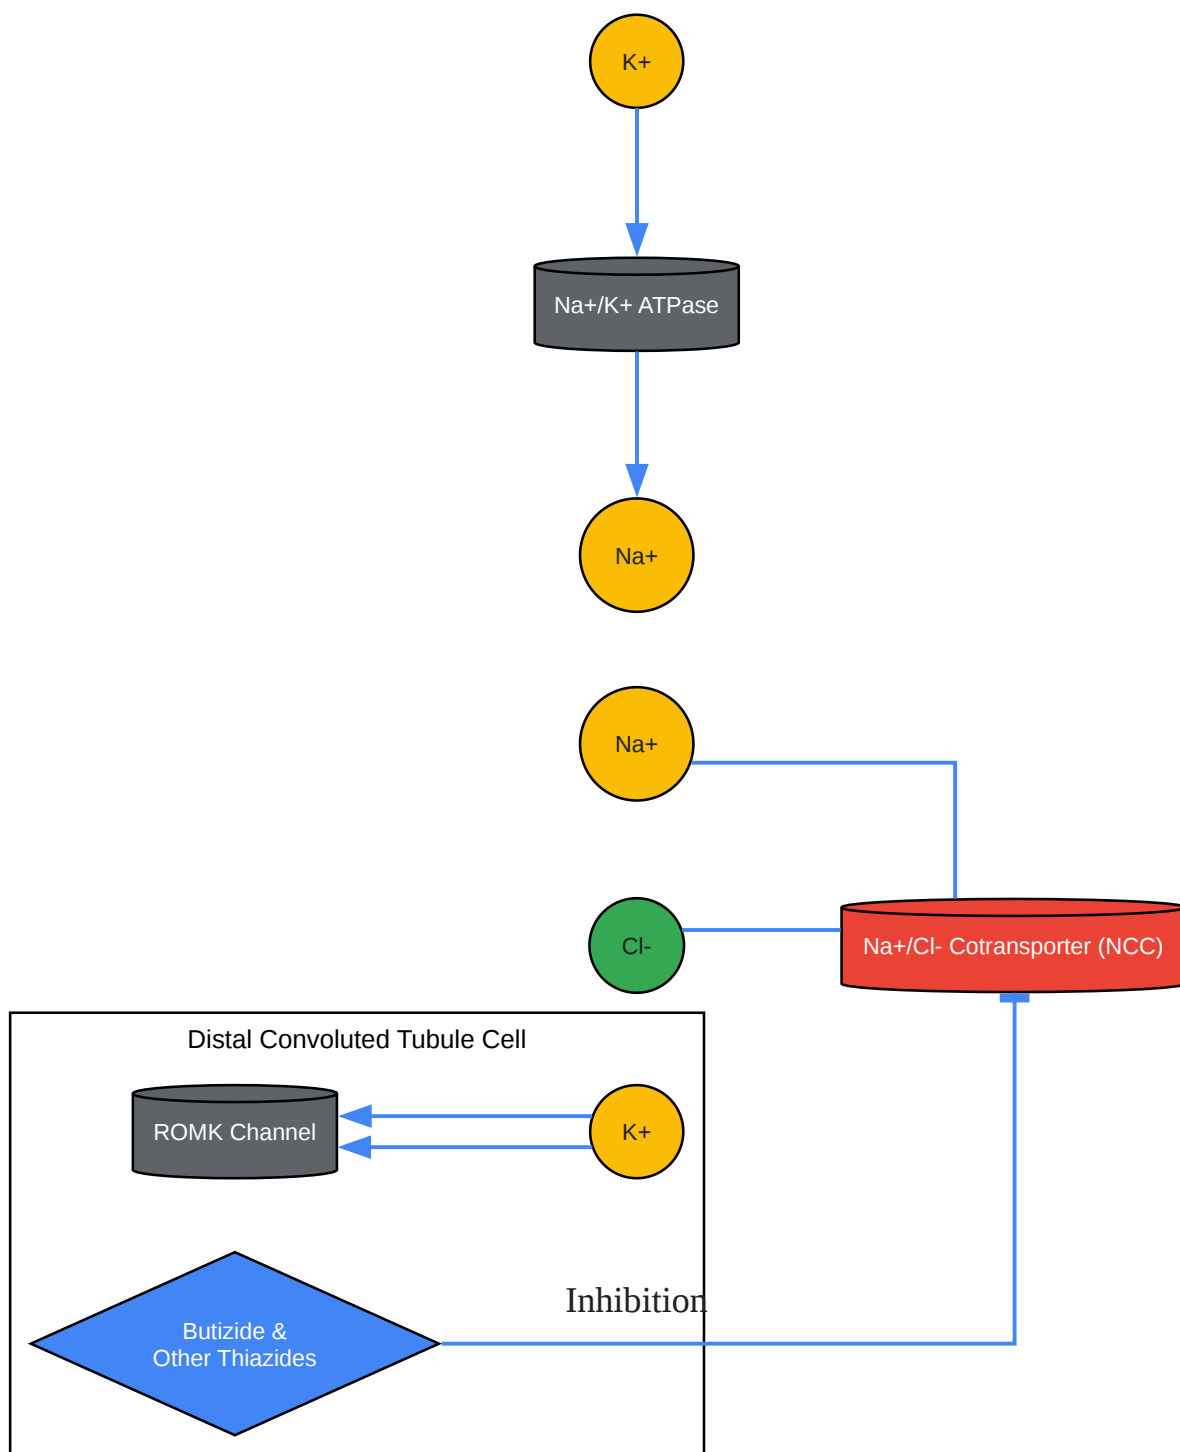 K+
Na+/K+ ATPase
Na+
Na+
Cl-
Na+/Cl- Cotransporter (NCC)
Distal Convoluted Tubule Cell
ROMK Channel
K+
Inhibition
Butizide &
Other Thiazides